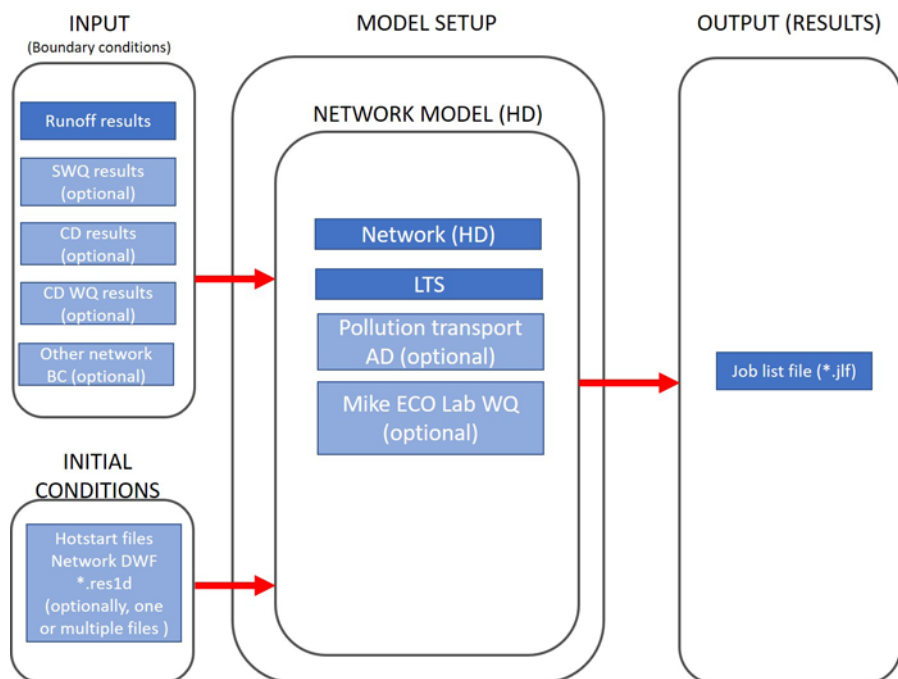 INPUT
(Boundary conditions)
Runoff results
SWQ results
(optional)
CD results
(optional)
CD WQ results
(optional)
Other network
BC (optional)
INITIAL
CONDITIONS
Hotstart files
Network DWF
*.res1d
(optionally, one
or multiple files )
MODEL SETUP
NETWORK MODEL (HD)
Network (HD)
LTS
Pollution transport
AD (optional)
Mike ECO Lab WQ
(optional)
OUTPUT (RESULTS)
Job list file (*.jlf)